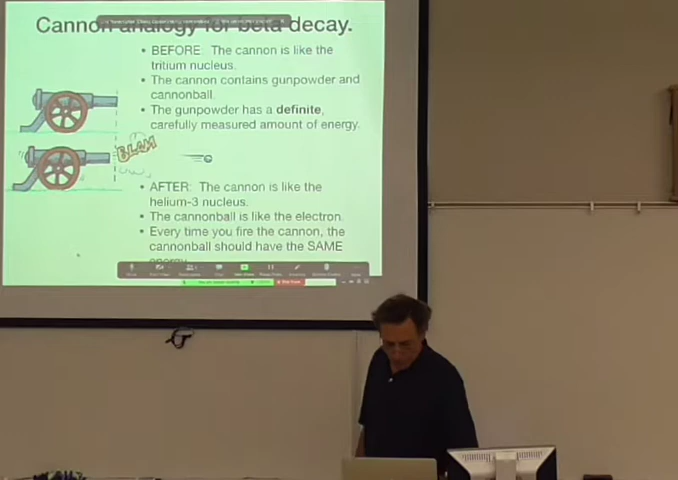 Cannon analogy for beta decay.
• BEFORE: The cannon is like the
tritium nucleus.
• The cannon contains gunpowder and
cannonball.
• The gunpowder has a definite,
carefully measured amount of energy.
BLAM
• AFTER: The cannon is like the
helium-3 nucleus.
• The cannonball is like the electron.
• Every time you fire the cannon, the
cannonball should have the SAME
energy